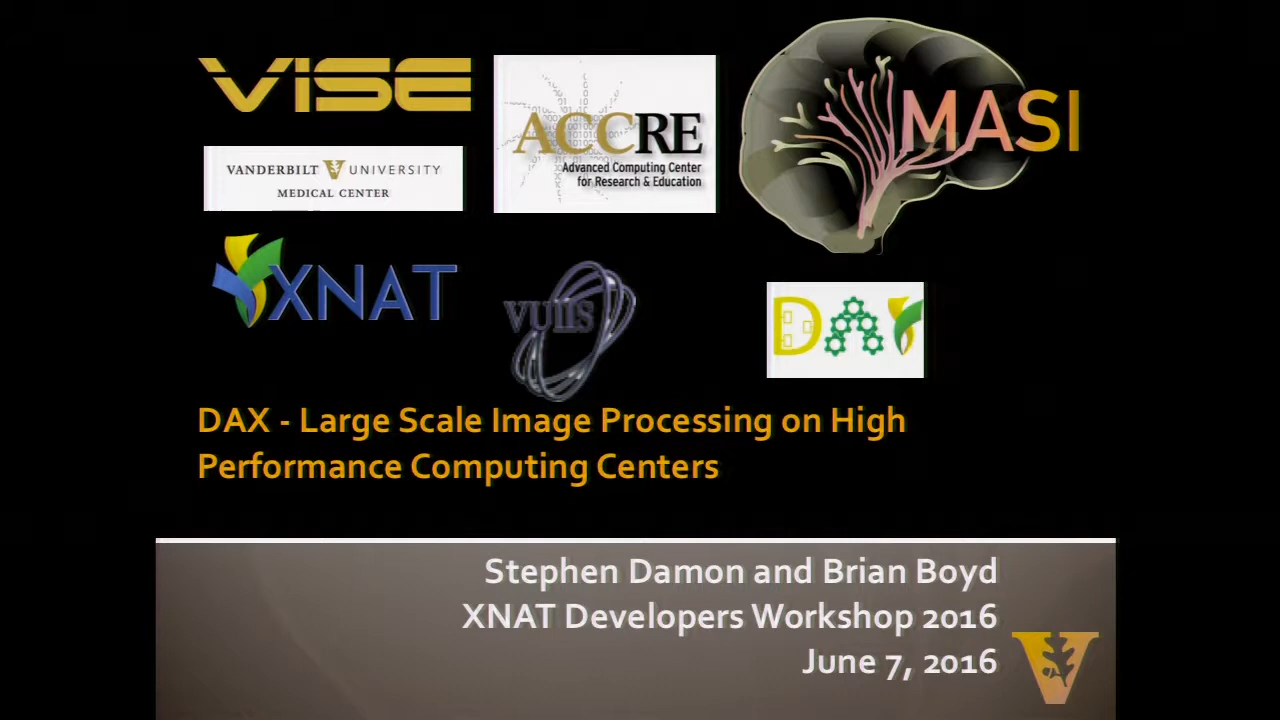 VISE
ACCRE
Advanced Computing Center
for Research & Education
MASI
VANDERBILT UNIVERSITY
MEDICAL CENTER
XNAT
VUIIS
DAX
DAX - Large Scale Image Processing on High
Performance Computing Centers
Stephen Damon and Brian Boyd
XNAT Developers Workshop 2016
June 7, 2016
V